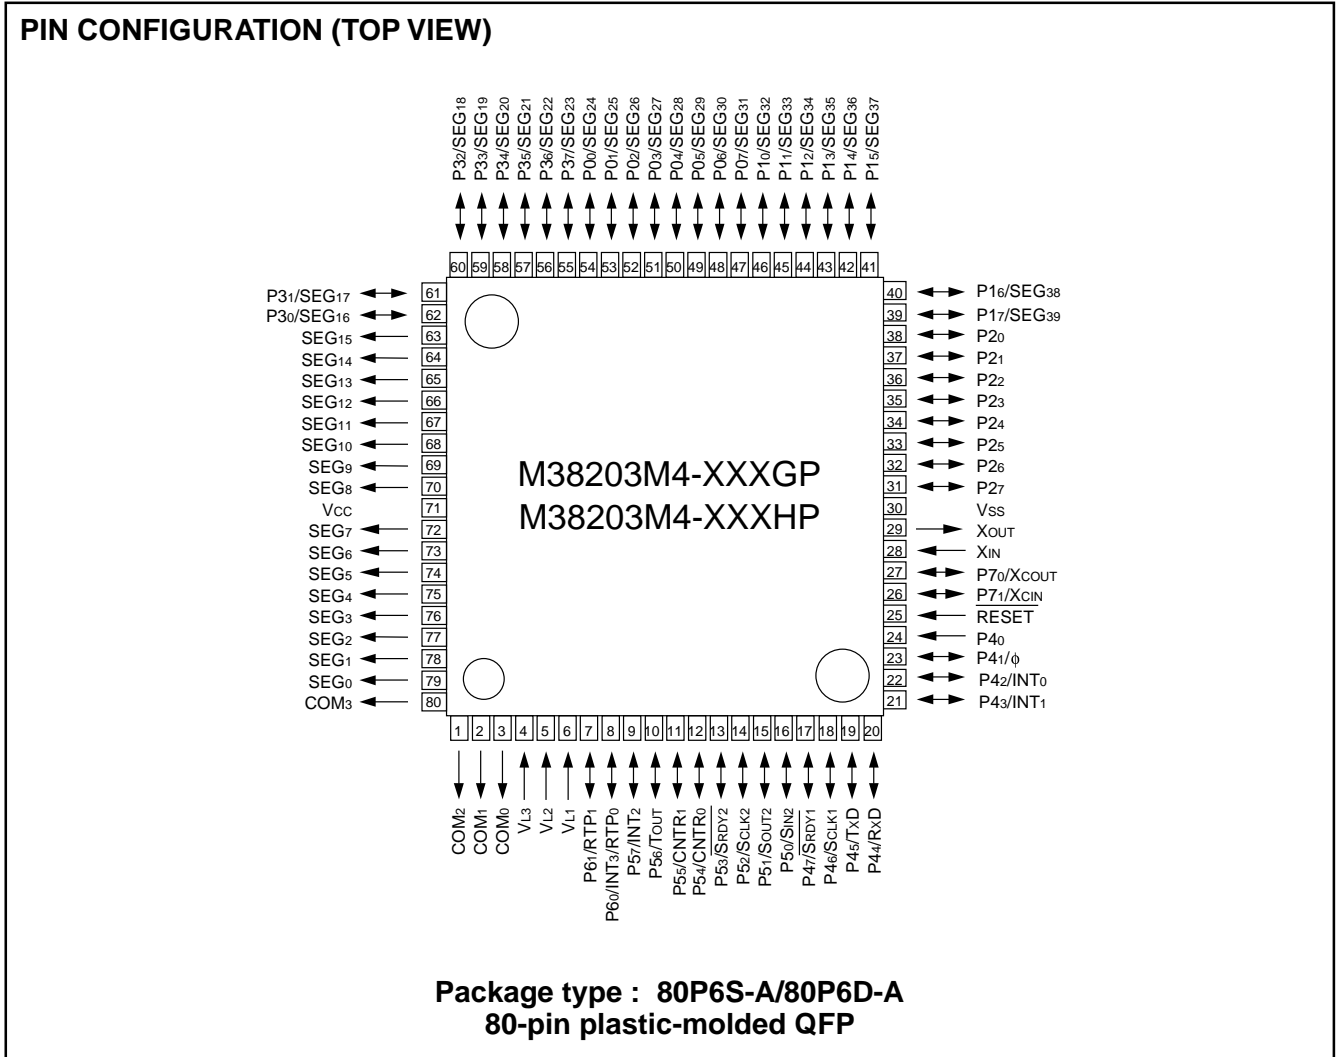 PIN CONFIGURATION (TOP VIEW)
P32/SEG18
P33/SEG19
P34/SEG20
P35/SEG21
P36/SEG22
P37/SEG23
P00/SEG24
P01/SEG25
P02/SEG26
P03/SEG27
P04/SEG28
P05/SEG29
P06/SEG30
P07/SEG31
P10/SEG32
P11/SEG33
P12/SEG34
P13/SEG35
P14/SEG36
P15/SEG37
60 59 58 57 56 55 54 53 52 51 50 49 48 47 46 45 44 43 42 41
P31/SEG17 61
P30/SEG16 62
SEG15 63
SEG14 64
SEG13 65
SEG12 66
SEG11 67
SEG10 68
SEG9 69
SEG8 70
VCC 71
SEG7 72
SEG6 73
SEG5 74
SEG4 75
SEG3 76
SEG2 77
SEG1 78
SEG0 79
COM3 80
M38203M4-XXXGP
M38203M4-XXXHP
40 P16/SEG38
39 P17/SEG39
38 P20
37 P21
36 P22
35 P23
34 P24
33 P25
32 P26
31 P27
30 VSS
29 XOUT
28 XIN
27 P70/XCOUT
26 P71/XCIN
25 RESET
24 P40
23 P41/ϕ
22 P42/INT0
21 P43/INT1
1 2 3 4 5 6 7 8 9 10 11 12 13 14 15 16 17 18 19 20
COM2
COM1
COM0
VL3
VL2
VL1
P61/RTP1
P60/INT3/RTP0
P57/INT2
P56/TOUT
P55/CNTR1
P54/CNTR0
P53/SRDY2
P52/SCLK2
P51/SOUT2
P50/SIN2
P47/SRDY1
P46/SCLK1
P45/TXD
P44/RXD
Package type : 80P6S-A/80P6D-A
80-pin plastic-molded QFP